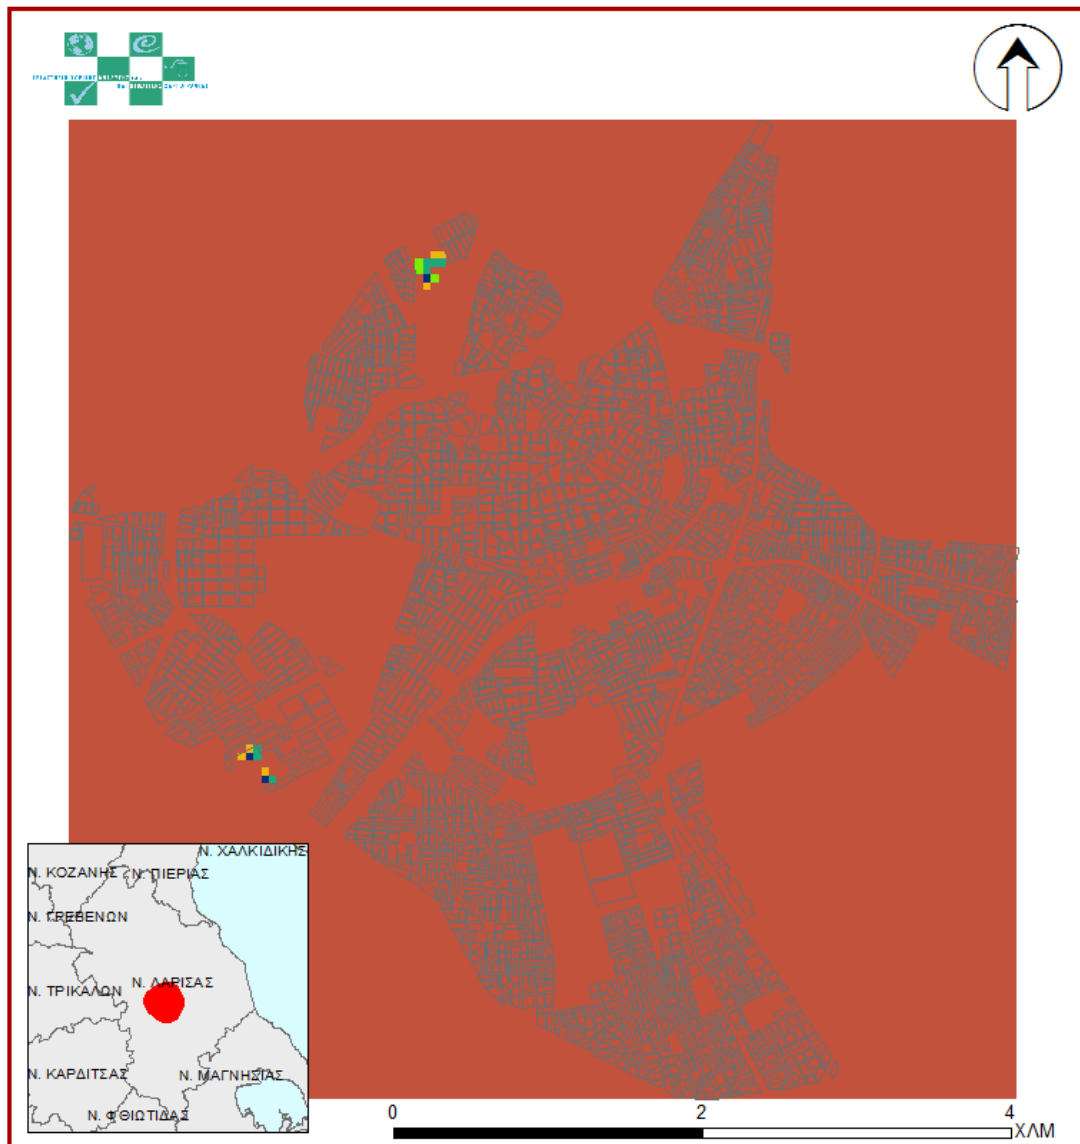 Ν. ΧΑΛΚΙΔΙΚΗΣ
Ν. ΚΟΖΑΝΗΣ
Ν. ΠΙΕΡΙΑΣ
Ν. ΓΡΕΒΕΝΩΝ
Ν. ΛΑΡΙΣΑΣ
Ν. ΤΡΙΚΑΛΩΝ
Ν. ΚΑΡΔΙΤΣΑΣ
Ν. ΜΑΓΝΗΣΙΑΣ
Ν. ΦΘΙΩΤΙΔΑΣ
0 2 4
ΧΛΜ